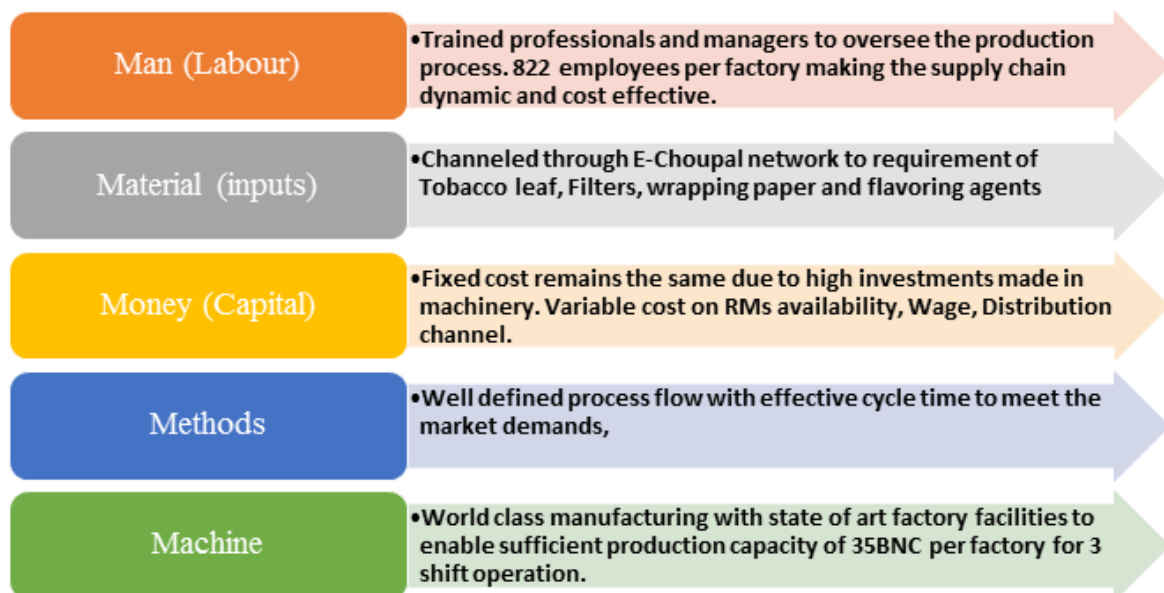 Man (Labour)
•Trained professionals and managers to oversee the production
process. 822 employees per factory making the supply chain
dynamic and cost effective.
Material (inputs)
•Channeled through E-Choupal network to requirement of
Tobacco leaf, Filters, wrapping paper and flavoring agents
Money (Capital)
•Fixed cost remains the same due to high investments made in
machinery. Variable cost on RMs availability, Wage, Distribution
channel.
Methods
•Well defined process flow with effective cycle time to meet the
market demands,
Machine
•World class manufacturing with state of art factory facilities to
enable sufficient production capacity of 35BNC per factory for 3
shift operation.